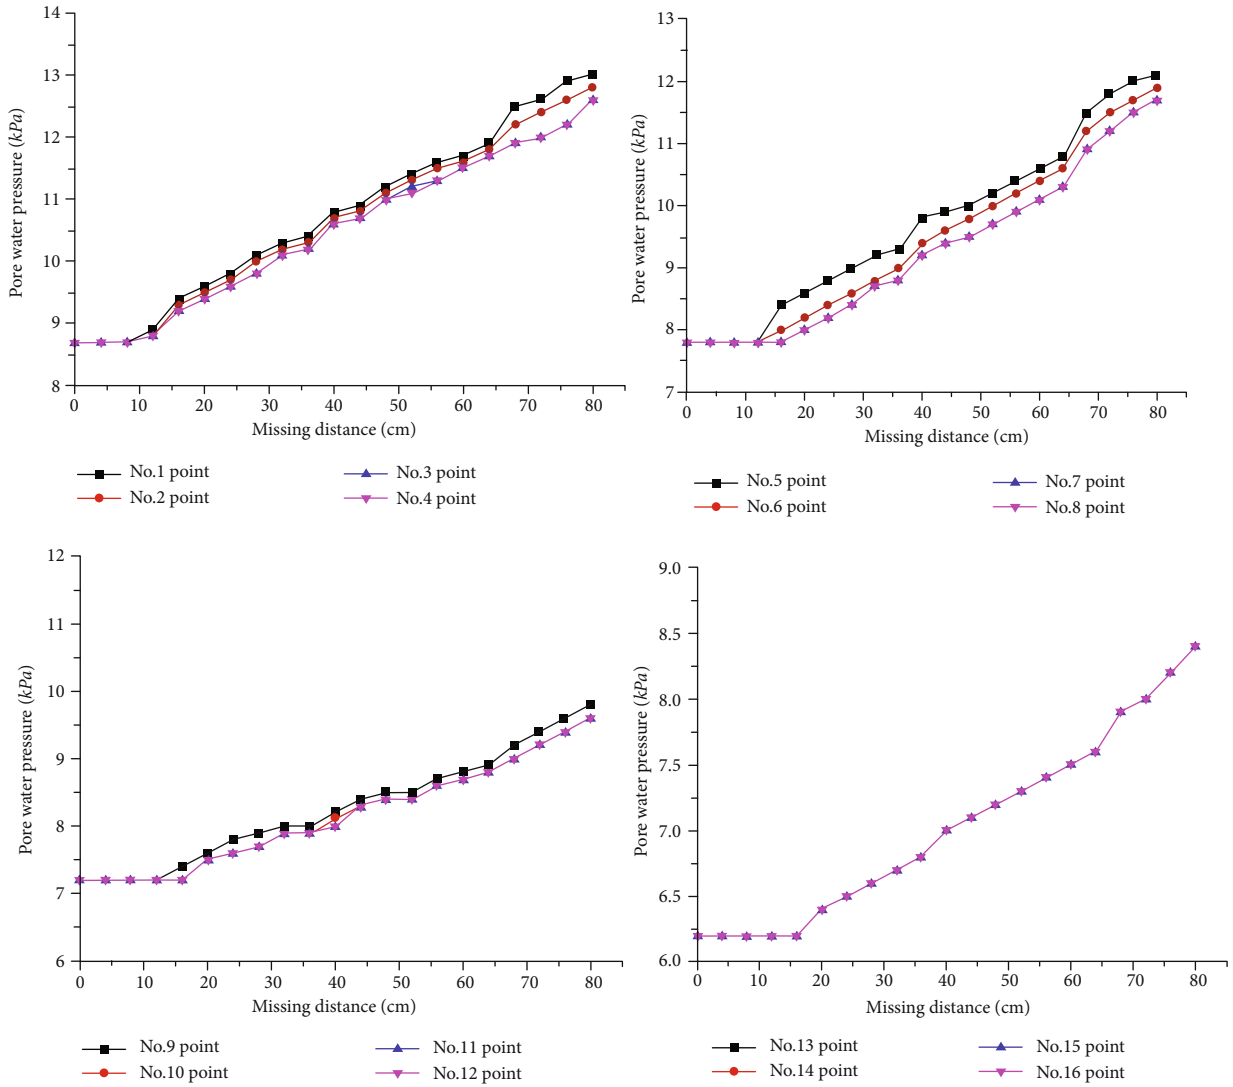 14
13
12
11
10
9
8
Pore water pressure (kPa)
0 10 20 30 40 50 60 70 80
Missing distance (cm)
No.1 point No.3 point
No.2 point No.4 point
13
12
11
10
9
8
7
Pore water pressure (kPa)
0 10 20 30 40 50 60 70 80
Missing distance (cm)
No.5 point No.7 point
No.6 point No.8 point
12
11
10
9
8
7
6
Pore water pressure (kPa)
0 10 20 30 40 50 60 70 80
Missing distance (cm)
No.9 point No.11 point
No.10 point No.12 point
9.0
8.5
8.0
7.5
7.0
6.5
6.0
Pore water pressure (kPa)
0 10 20 30 40 50 60 70 80
Missing distance (cm)
No.13 point No.15 point
No.14 point No.16 point